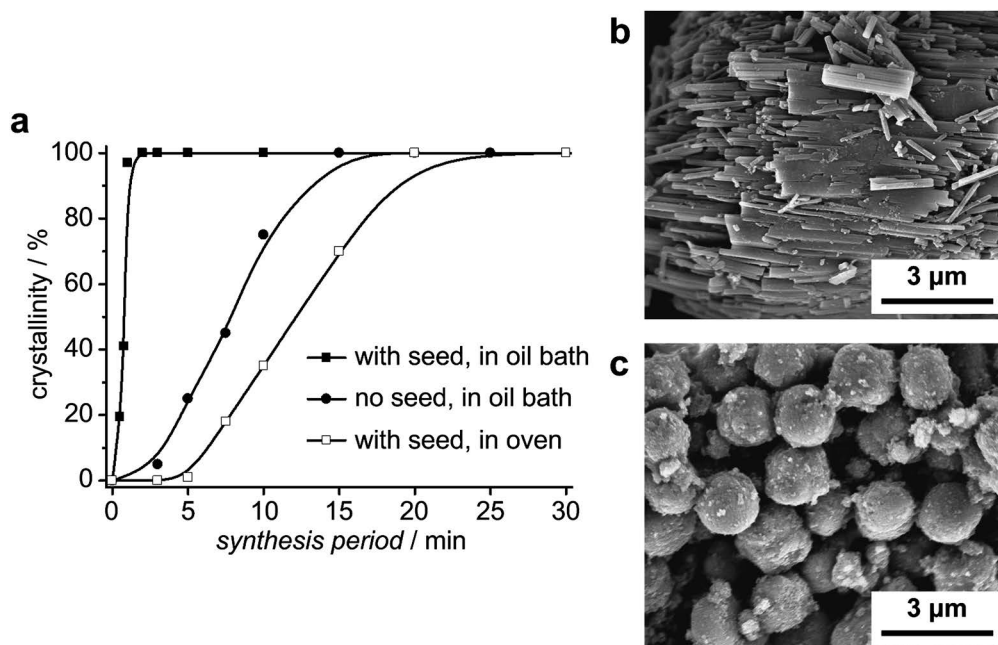 a
crystallinity / %
100
80
60
40
20
0
0 5 10 15 20 25 30
synthesis period / min
with seed, in oil bath
no seed, in oil bath
with seed, in oven
b
3 µm
c
3 µm